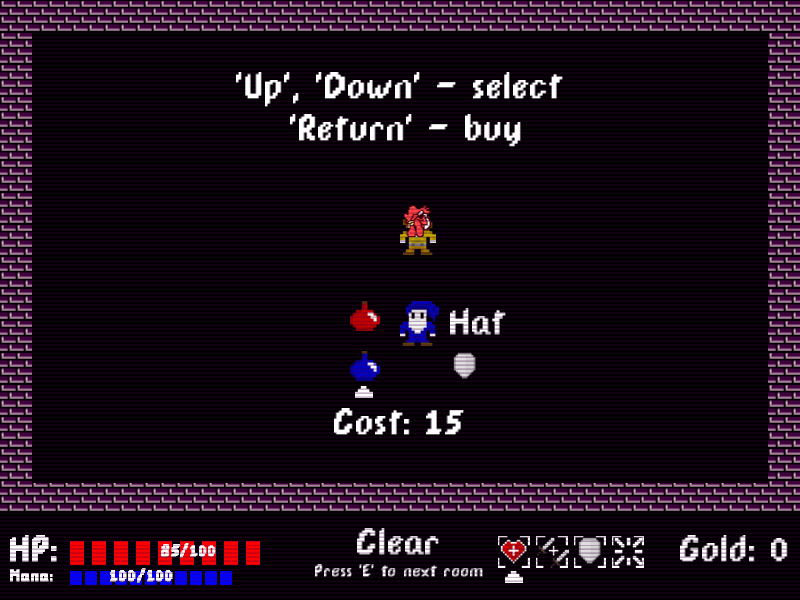 'Up', 'Down' - select
'Return' - buy
Hat
Cost: 15
HP: 85/100
Mana: 100/100
Clear
Press 'E' to next room
Gold: 0